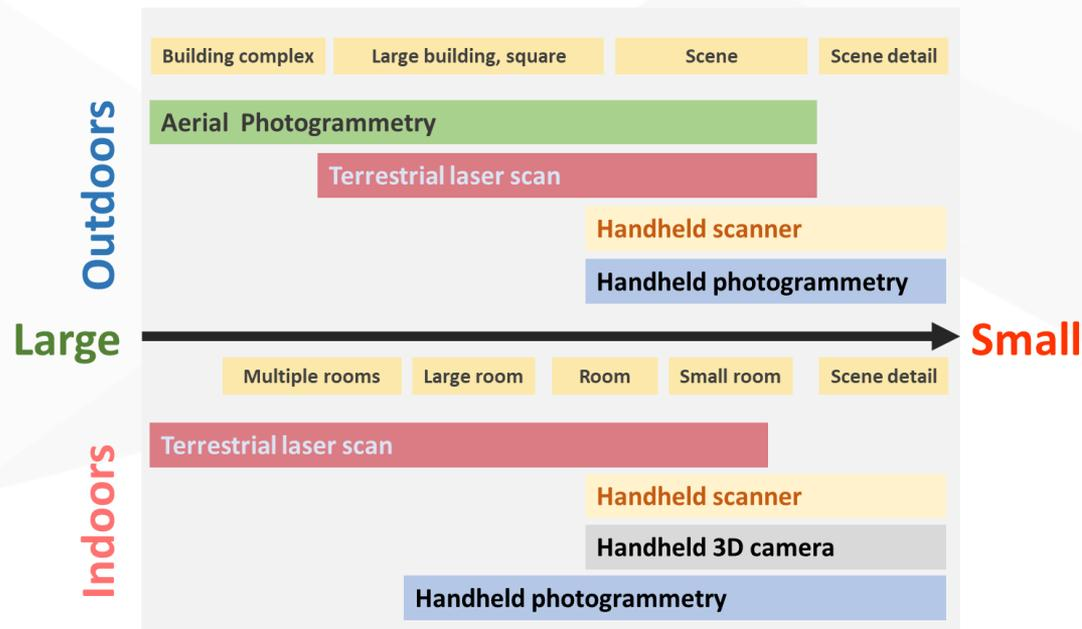 Building complex
Large building, square
Scene
Scene detail
Outdoors
Aerial Photogrammetry
Terrestrial laser scan
Handheld scanner
Handheld photogrammetry
Large
Small
Multiple rooms
Large room
Room
Small room
Scene detail
Indoors
Terrestrial laser scan
Handheld scanner
Handheld 3D camera
Handheld photogrammetry